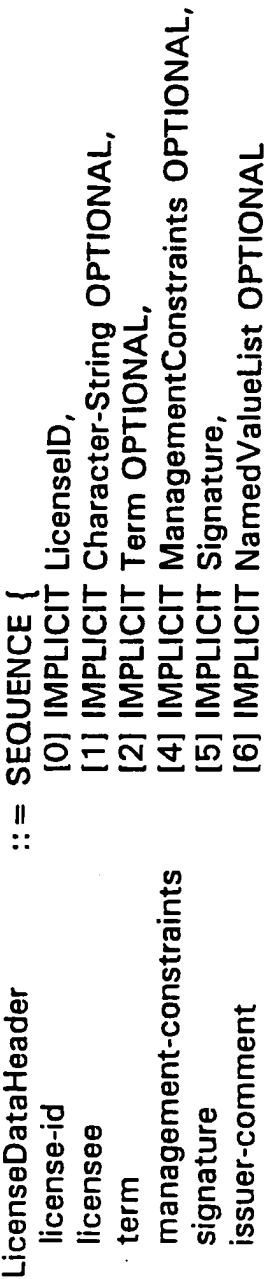 LicenseDataHeader ::= SEQUENCE {
license-id [0] IMPLICIT LicenseID,
licensee [1] IMPLICIT Character-String OPTIONAL,
term [2] IMPLICIT Term OPTIONAL,
management-constraints [4] IMPLICIT ManagementConstraints OPTIONAL,
signature [5] IMPLICIT Signature,
issuer-comment [6] IMPLICIT NamedValueList OPTIONAL